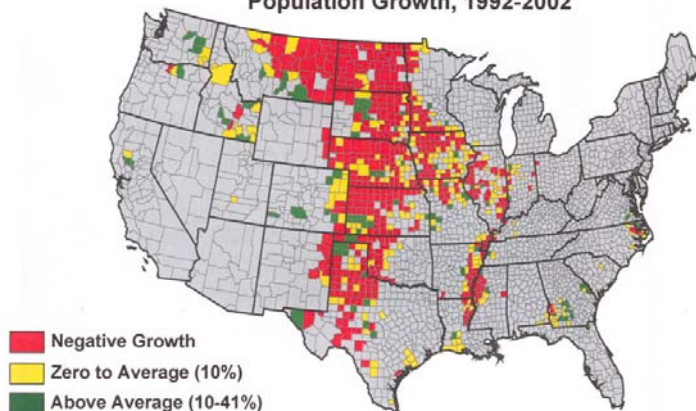 Population Growth, 1992-2002
Negative Growth
Zero to Average (10%)
Above Average (10-41%)